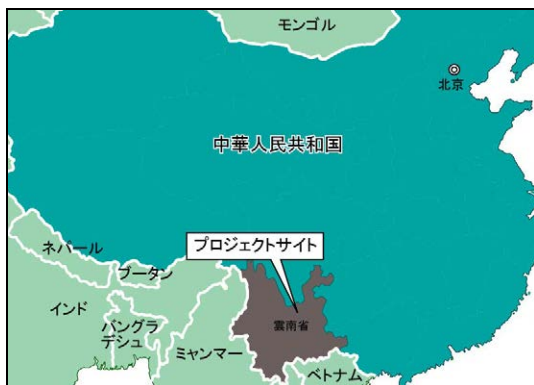 モンゴル
北京
中華人民共和国
プロジェクトサイト
ネパール
ブータン
インド
バングラ
デシュ
雲南省
ミャンマー
ベトナム